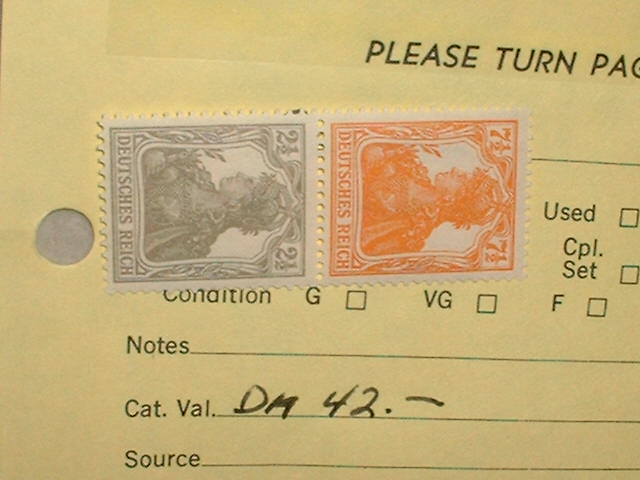 PLEASE TURN PAG
2½ 7½
DEUTSCHES REICH DEUTSCHES REICH
2½ 7½
Used
Cpl.
Set
Condition G VG F
Notes
Cat. Val. DM 42.—
Source